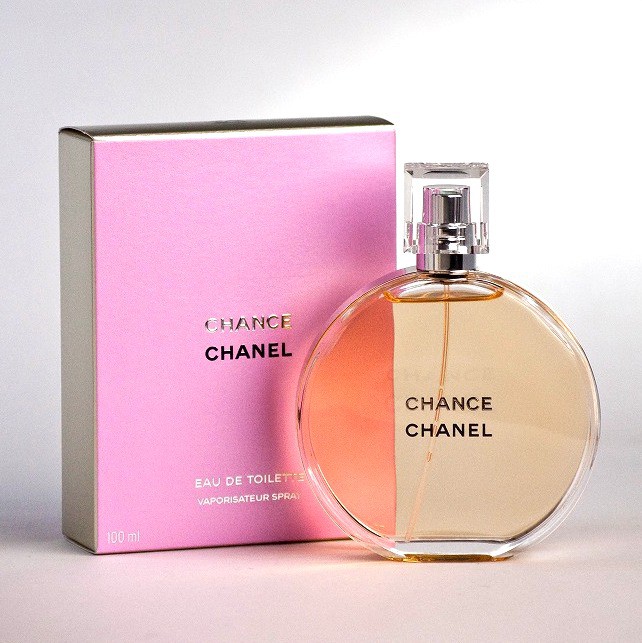 CHANCE
CHANEL
EAU DE TOILETTE
VAPORISATEUR SPRAY
100 ml
CHANCE
CHANEL